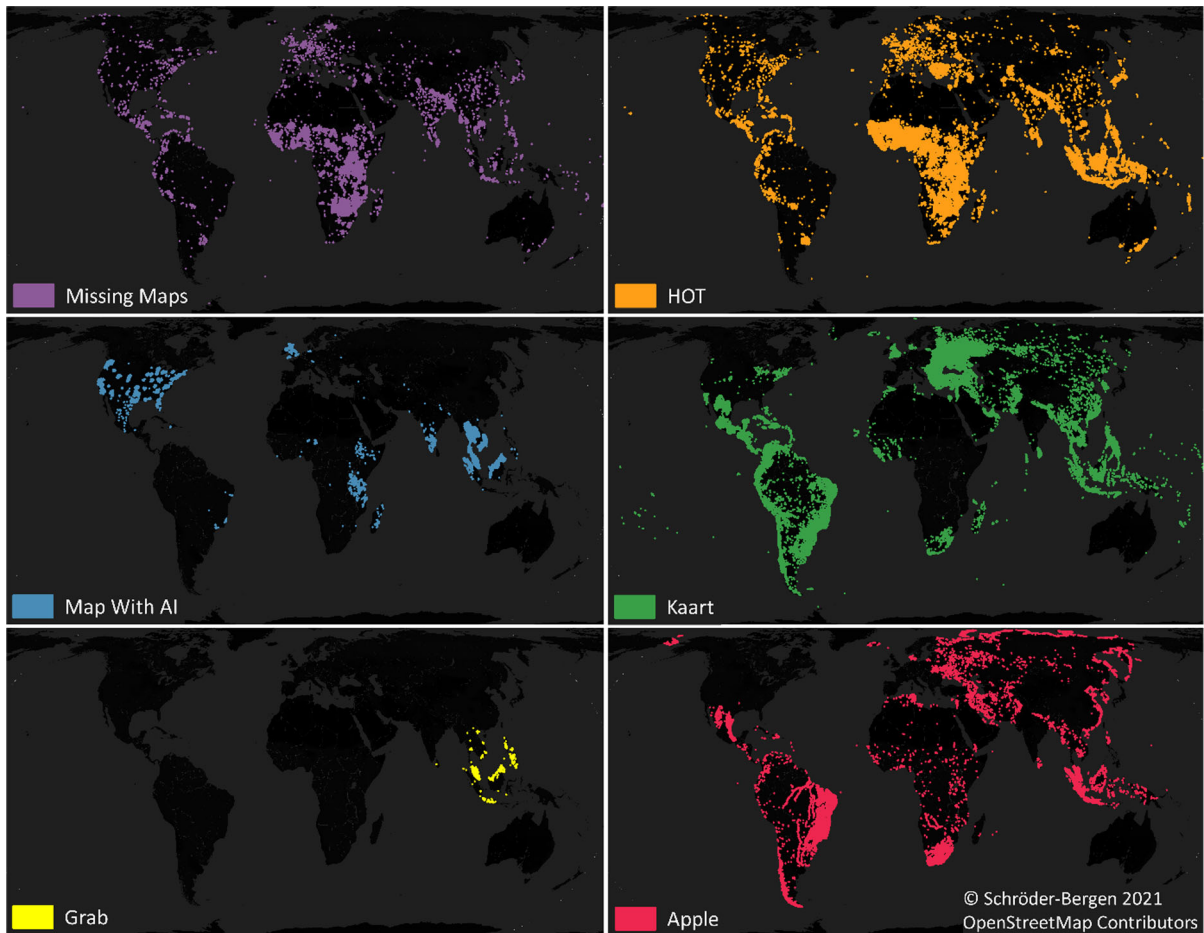 Missing Maps
HOT
Map With AI
Kaart
Grab
Apple
© Schröder-Bergen 2021
OpenStreetMap Contributors